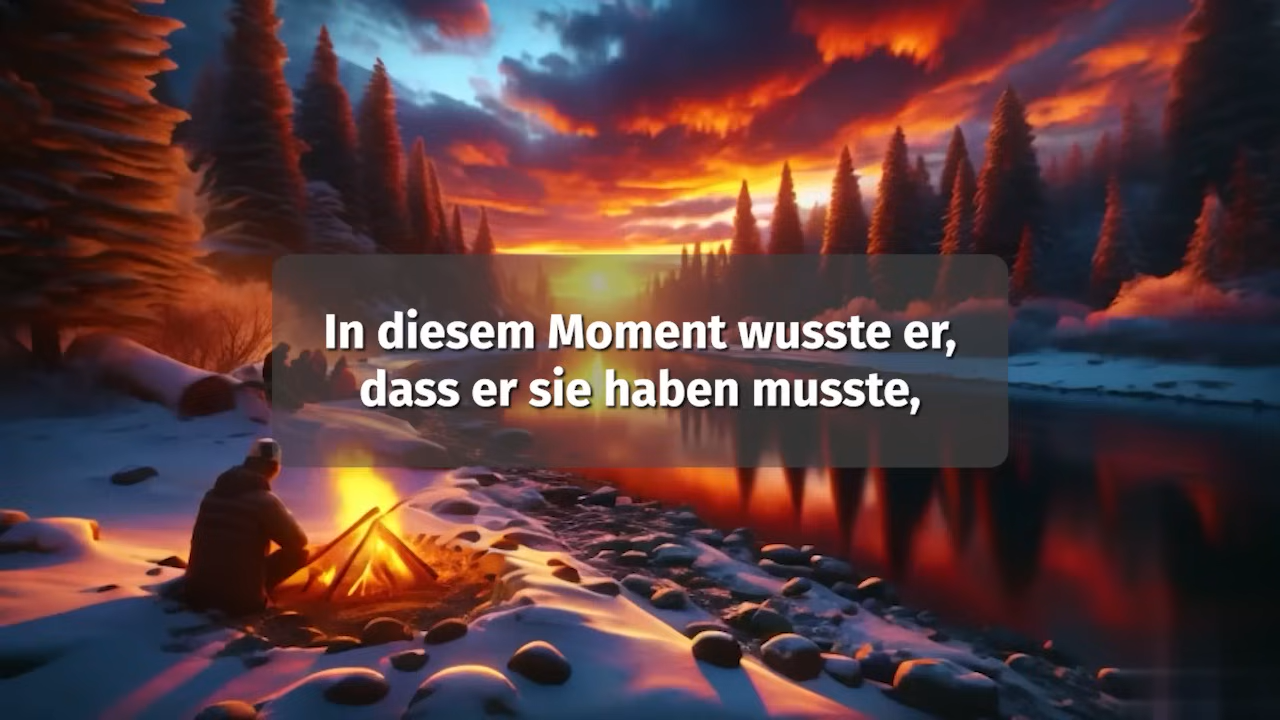 In diesem Moment wusste er,
dass er sie haben musste,